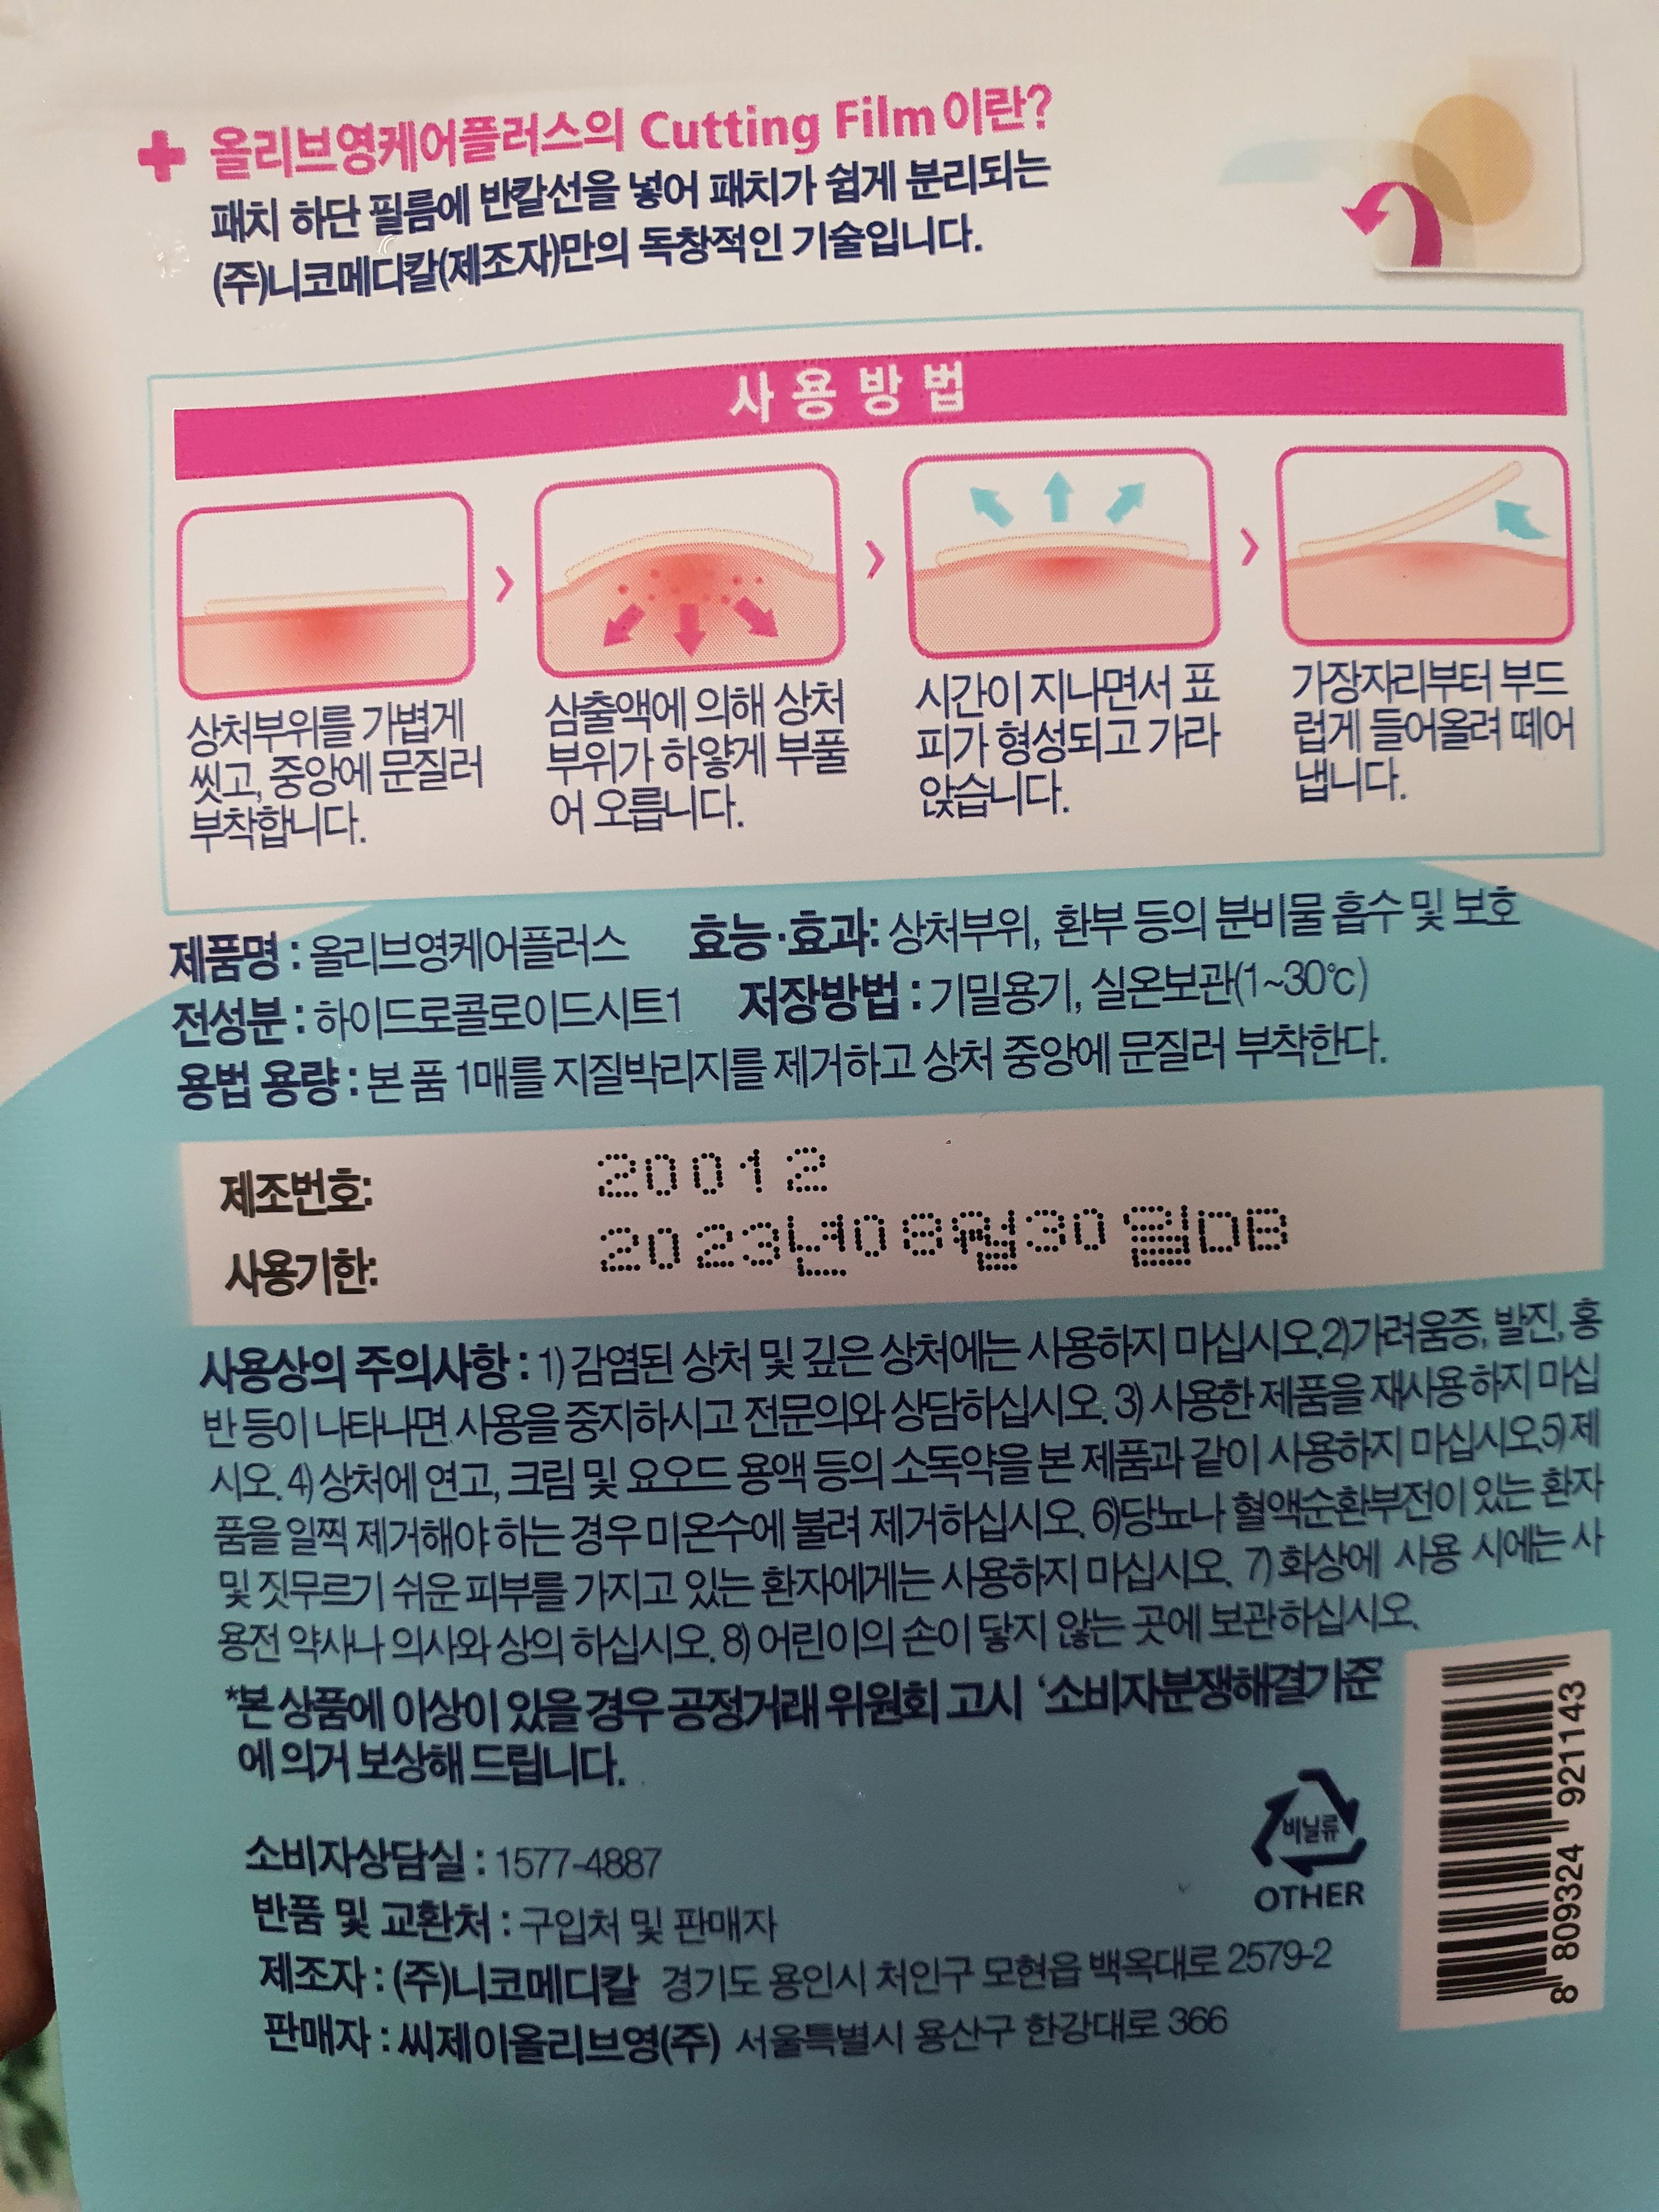 올리브영케어플러스의 Cutting Film이란?
패치 하단 필름에 반칼선을 넣어 패치가 쉽게 분리되는
(주)니코메디칼(제조자)만의 독창적인 기술입니다.
사용방법
상처부위를 가볍게
씻고, 중앙에 문질러
부착합니다.
삼출액에 의해 상처
부위가 하얗게 부풀
어 오릅니다.
시간이 지나면서 표
피가 형성되고 가라
앉습니다.
가장자리부터 부드
럽게 들어올려 떼어
냅니다.
제품명 : 올리브영케어플러스 효능·효과: 상처부위, 환부 등의 분비물 흡수 및 보호
전성분 : 하이드로콜로이드시트1 저장방법 : 기밀용기, 실온보관(1~30℃)
용법 용량 : 본 품 1매를 지질박리지를 제거하고 상처 중앙에 문질러 부착한다.
제조번호: 20012
사용기한: 2023년08월30일DB
사용상의 주의사항 : 1) 감염된 상처 및 깊은 상처에는 사용하지 마십시오.2)가려움증, 발진, 홍
반 등이 나타나면 사용을 중지하시고 전문의와 상담하십시오. 3) 사용한 제품을 재사용하지 마십
시오. 4) 상처에 연고, 크림 및 요오드 용액 등의 소독약을 본 제품과 같이 사용하지 마십시오.5)제
품을 일찍 제거해야 하는 경우 미온수에 불려 제거하십시오. 6)당뇨나 혈액순환부전이 있는 환자
및 짓무르기 쉬운 피부를 가지고 있는 환자에게는 사용하지 마십시오. 7) 화상에 사용 시에는 사
용전 약사나 의사와 상의 하십시오. 8) 어린이의 손이 닿지 않는 곳에 보관하십시오.
*본 상품에 이상이 있을 경우 공정거래 위원회 고시 '소비자분쟁해결기준'
에 의거 보상해 드립니다.
소비자상담실 : 1577-4887
반품 및 교환처 : 구입처 및 판매자
제조자 : (주)니코메디칼 경기도 용인시 처인구 모현읍 백옥대로 2579-2
판매자 : 씨제이올리브영(주) 서울특별시 용산구 한강대로 366
비닐류
OTHER
8 809324 921143